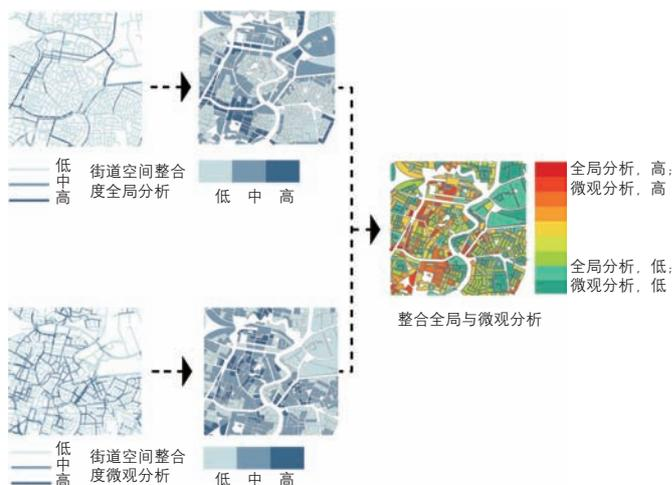 低
中
高
街道空间整合
度全局分析
低 中 高
全局分析，高；
微观分析，高
全局分析，低；
微观分析，低
整合全局与微观分析
低
中
高
街道空间整合
度微观分析
低 中 高